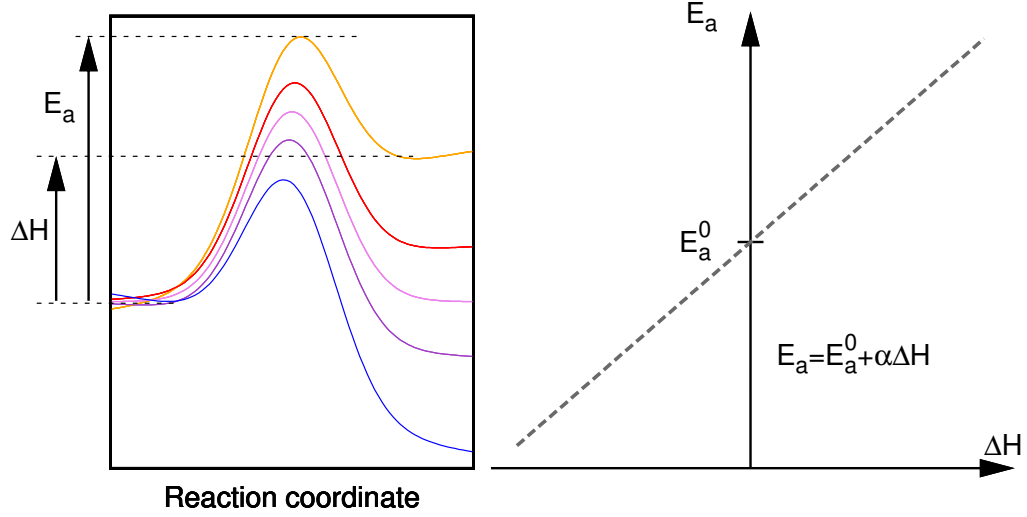 Eₐ
ΔH
Reaction coordinate
Eₐ
Eₐ⁰
Eₐ=Eₐ⁰+αΔH
ΔH